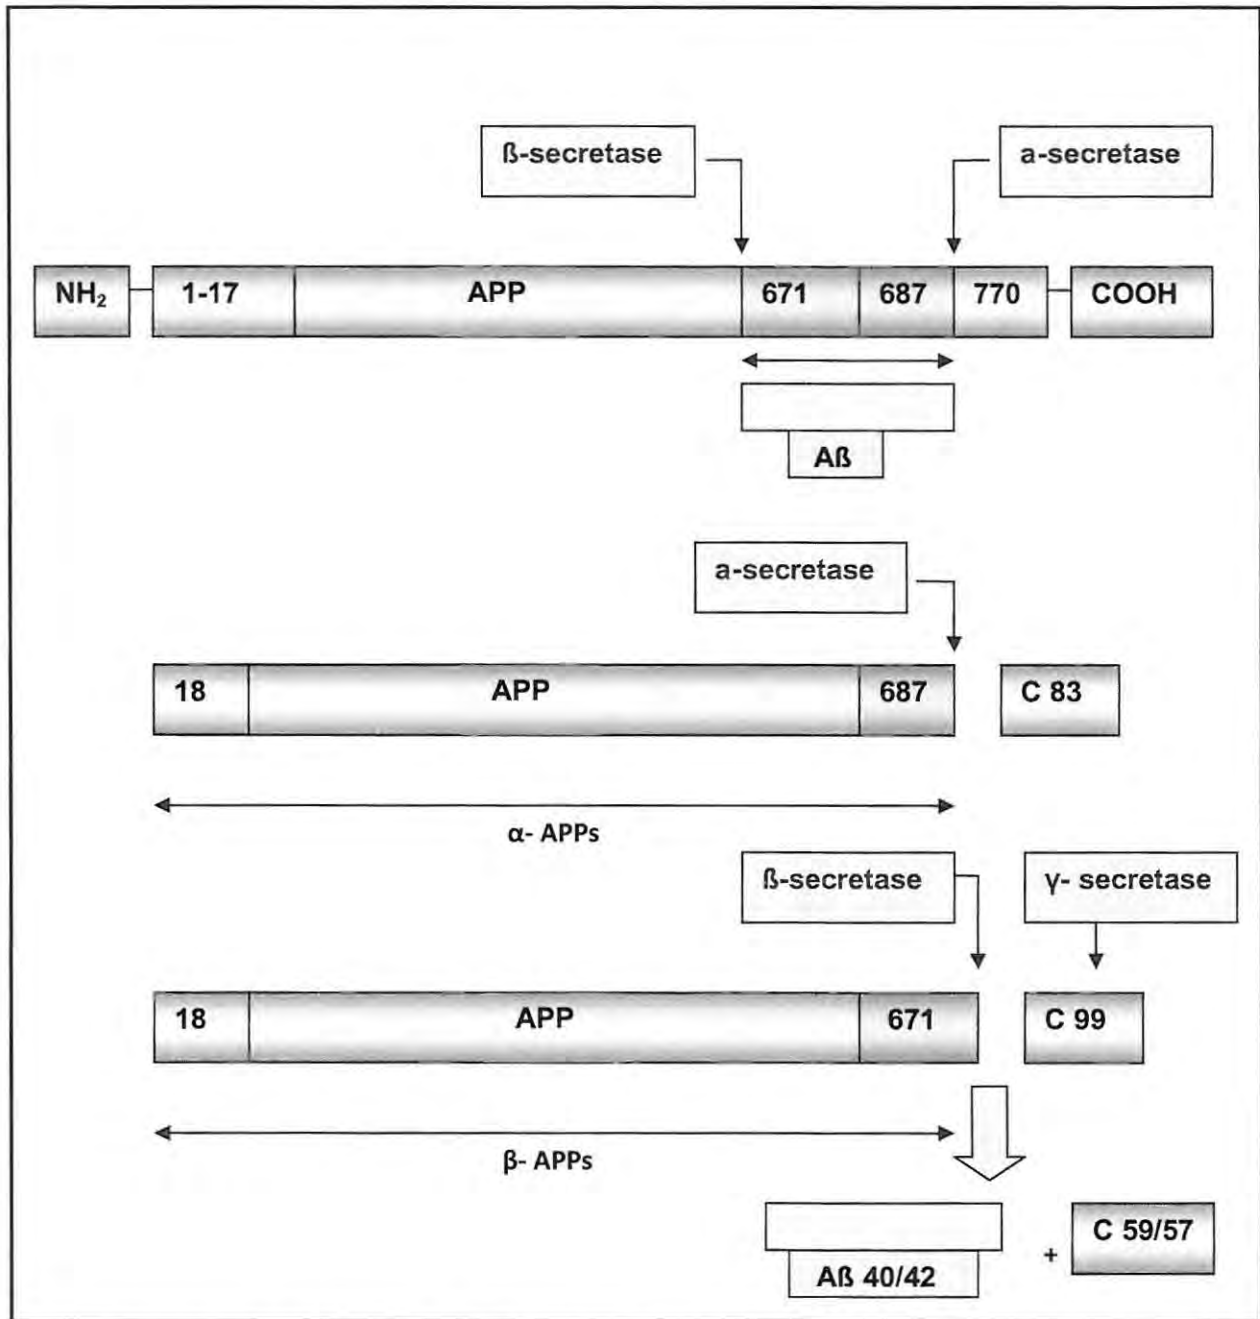 ß-secretase
a-secretase
NH₂ 1-17 APP 671 687 770 COOH
Aß
a-secretase
18 APP 687 C 83
α- APPs
ß-secretase
γ- secretase
18 APP 671 C 99
β- APPs
Aß 40/42 + C 59/57